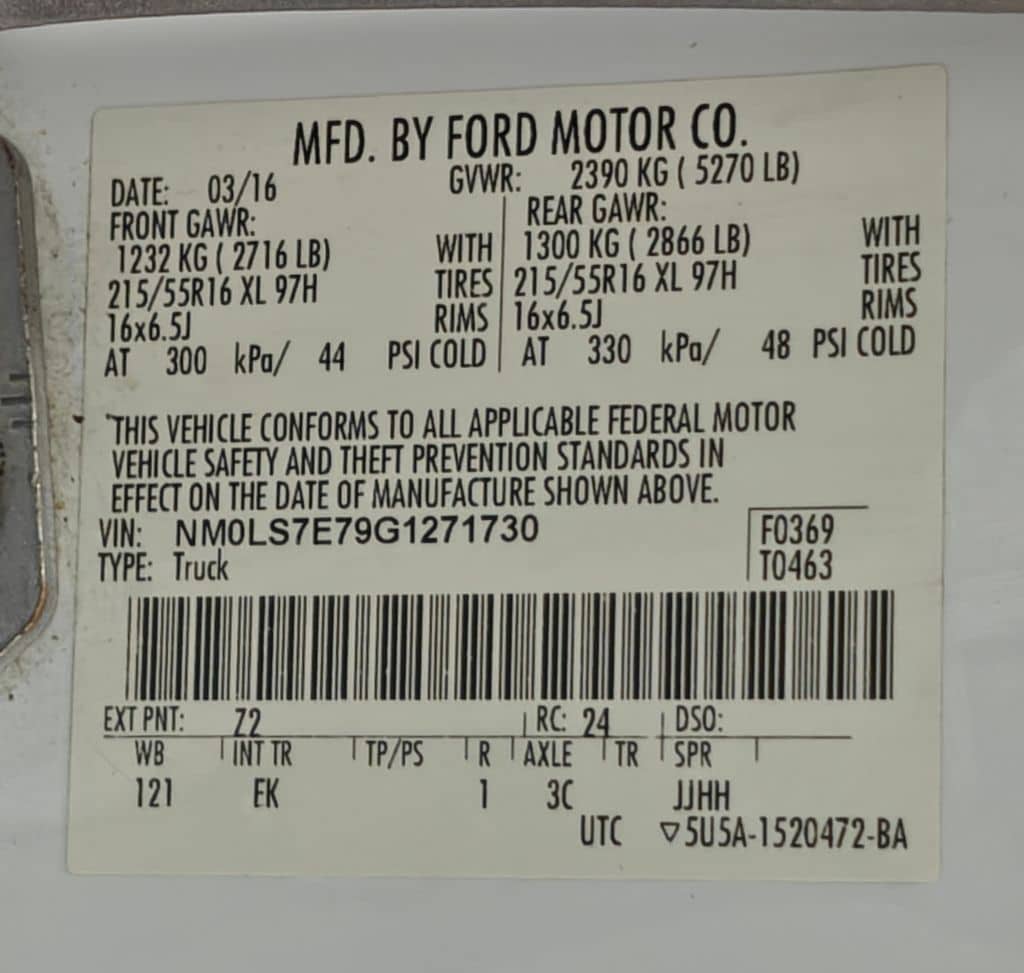 MFD. BY FORD MOTOR CO.
DATE: 03/16 GVWR: 2390 KG ( 5270 LB)
FRONT GAWR: REAR GAWR:
1232 KG ( 2716 LB) WITH 1300 KG ( 2866 LB) WITH
215/55R16 XL 97H TIRES 215/55R16 XL 97H TIRES
16x6.5J RIMS 16x6.5J RIMS
AT 300 kPa/ 44 PSI COLD AT 330 kPa/ 48 PSI COLD
THIS VEHICLE CONFORMS TO ALL APPLICABLE FEDERAL MOTOR
VEHICLE SAFETY AND THEFT PREVENTION STANDARDS IN
EFFECT ON THE DATE OF MANUFACTURE SHOWN ABOVE.
VIN: NM0LS7E79G1271730 F0369
TYPE: Truck T0463
EXT PNT: Z2 RC: 24 DSO:
WB INT TR TP/PS R AXLE TR SPR
121 EK 1 3C JJHH
UTC ▽5U5A-1520472-BA